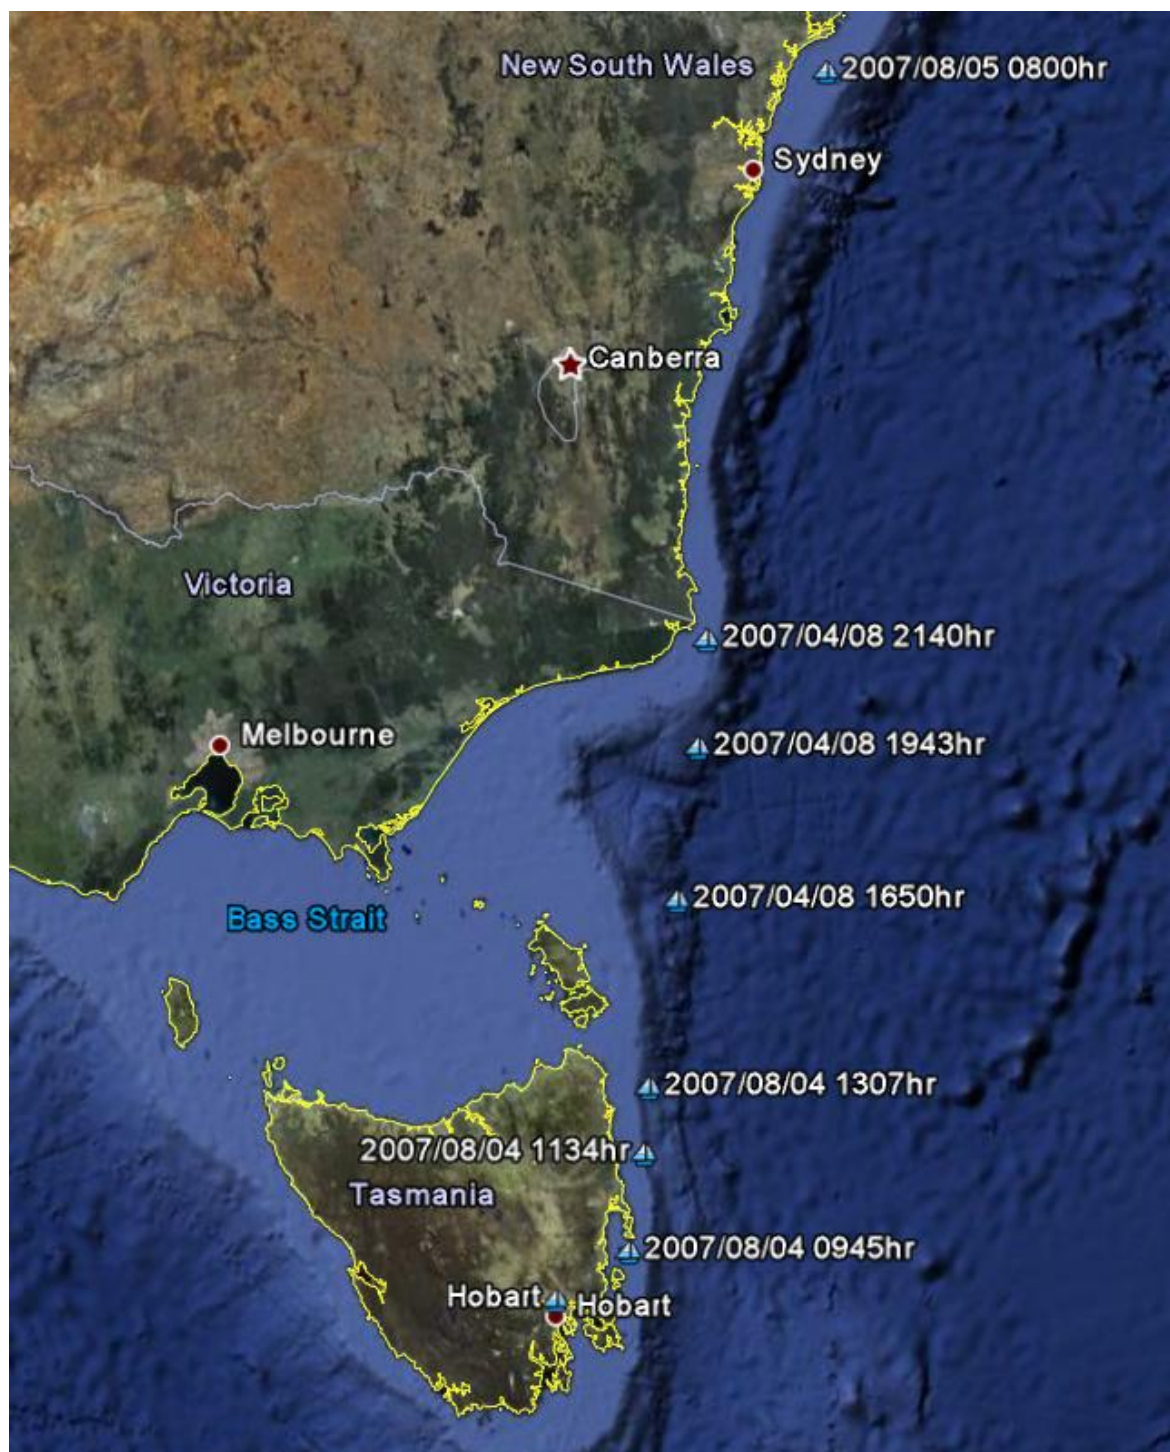 New South Wales
2007/08/05 0800hr
Sydney
Canberra
Victoria
2007/04/08 2140hr
Melbourne
2007/04/08 1943hr
2007/04/08 1650hr
Bass Strait
2007/08/04 1307hr
2007/08/04 1134hr
Tasmania
2007/08/04 0945hr
Hobart
Hobart